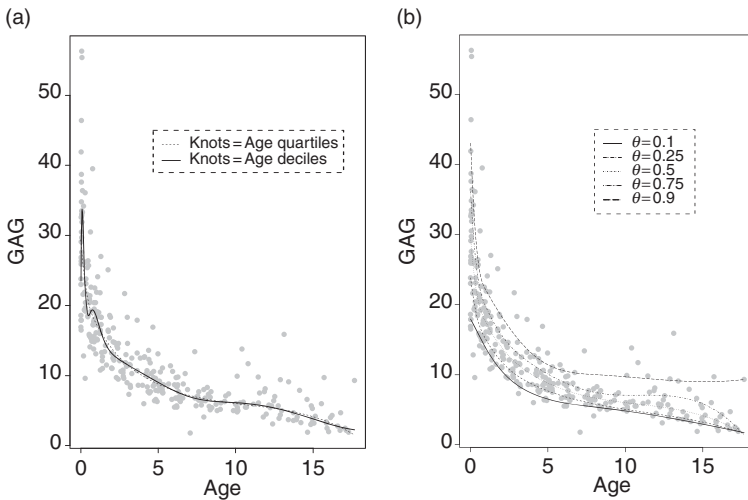 (a)
GAG
50
40
30
20
10
0
Knots=Age quartiles
Knots=Age deciles
0 5 10 15
Age
(b)
GAG
50
40
30
20
10
0
θ=0.1
θ=0.25
θ=0.5
θ=0.75
θ=0.9
0 5 10 15
Age